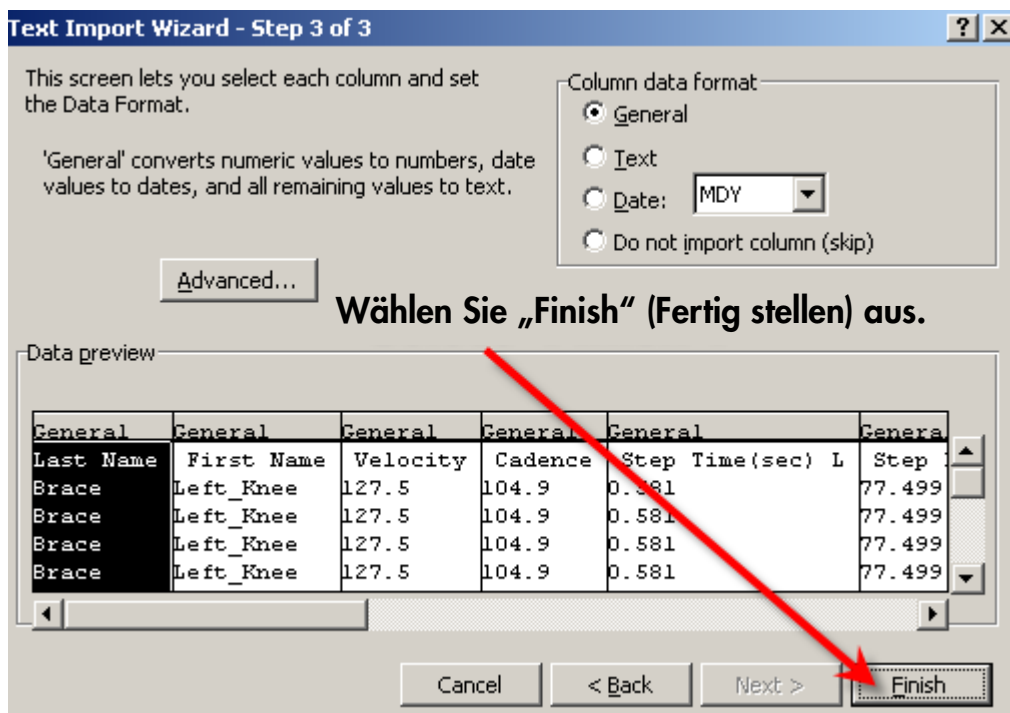 Text Import Wizard - Step 3 of 3
This screen lets you select each column and set
the Data Format.
'General' converts numeric values to numbers, date
values to dates, and all remaining values to text.
Column data format
General
Text
Date: MDY
Do not import column (skip)
Advanced...
Wählen Sie „Finish“ (Fertig stellen) aus.
Data preview
General General General General General General
Last Name First Name Velocity Cadence Step Time(sec) L Step
Brace Left_Knee 127.5 104.9 0.581 77.499
Brace Left_Knee 127.5 104.9 0.581 77.499
Brace Left_Knee 127.5 104.9 0.581 77.499
Brace Left_Knee 127.5 104.9 0.581 77.499
Cancel < Back Next > Finish